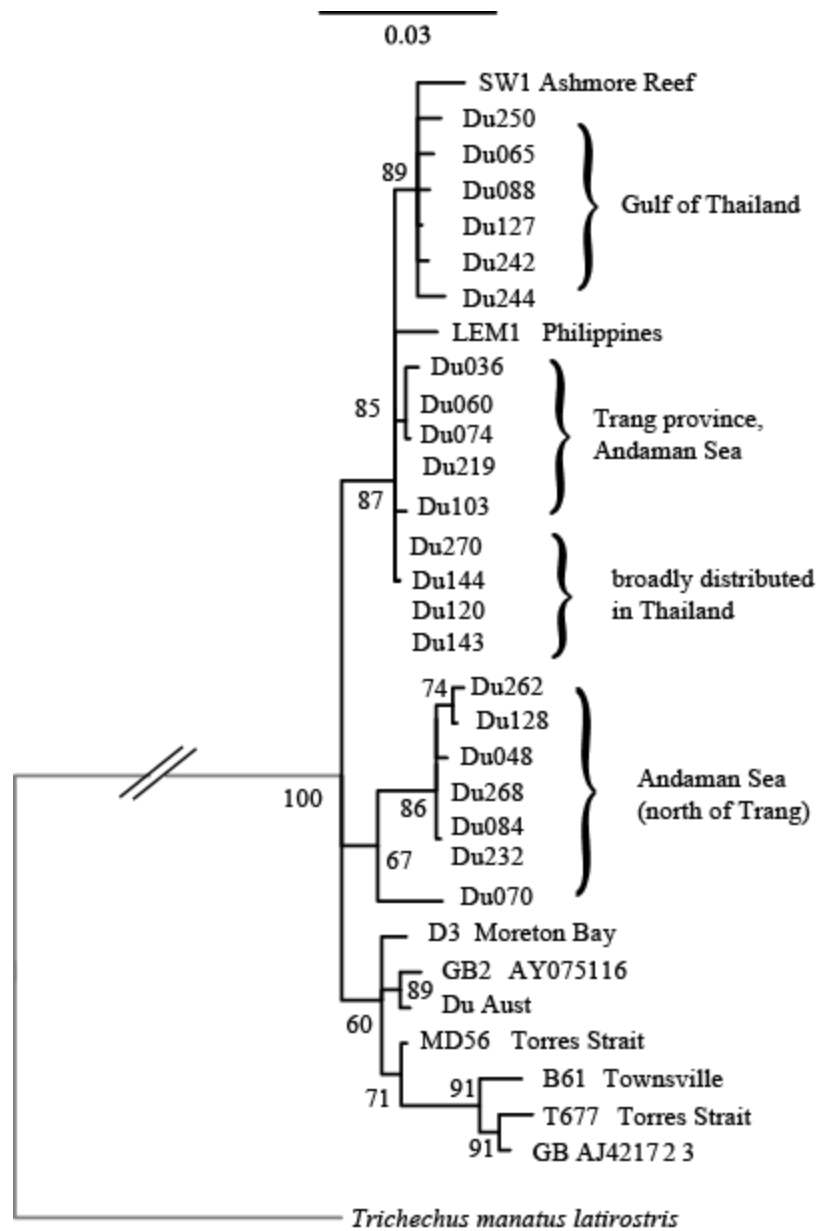 0.03
SW1 Ashmore Reef
Du250
Du065
89
Du088
Gulf of Thailand
Du127
Du242
Du244
LEM1 Philippines
Du036
85
Du060
Trang province,
Du074
Andaman Sea
Du219
87
Du103
Du270
Du144
broadly distributed
Du120
in Thailand
Du143
74
Du262
Du128
Du048
Andaman Sea
100
86
Du268
(north of Trang)
Du084
67
Du232
Du070
D3 Moreton Bay
GB2 AY075116
89
Du Aust
60
MD56 Torres Strait
91
B61 Townsville
71
T677 Torres Strait
91
GB AJ421723
Trichechus manatus latirostris